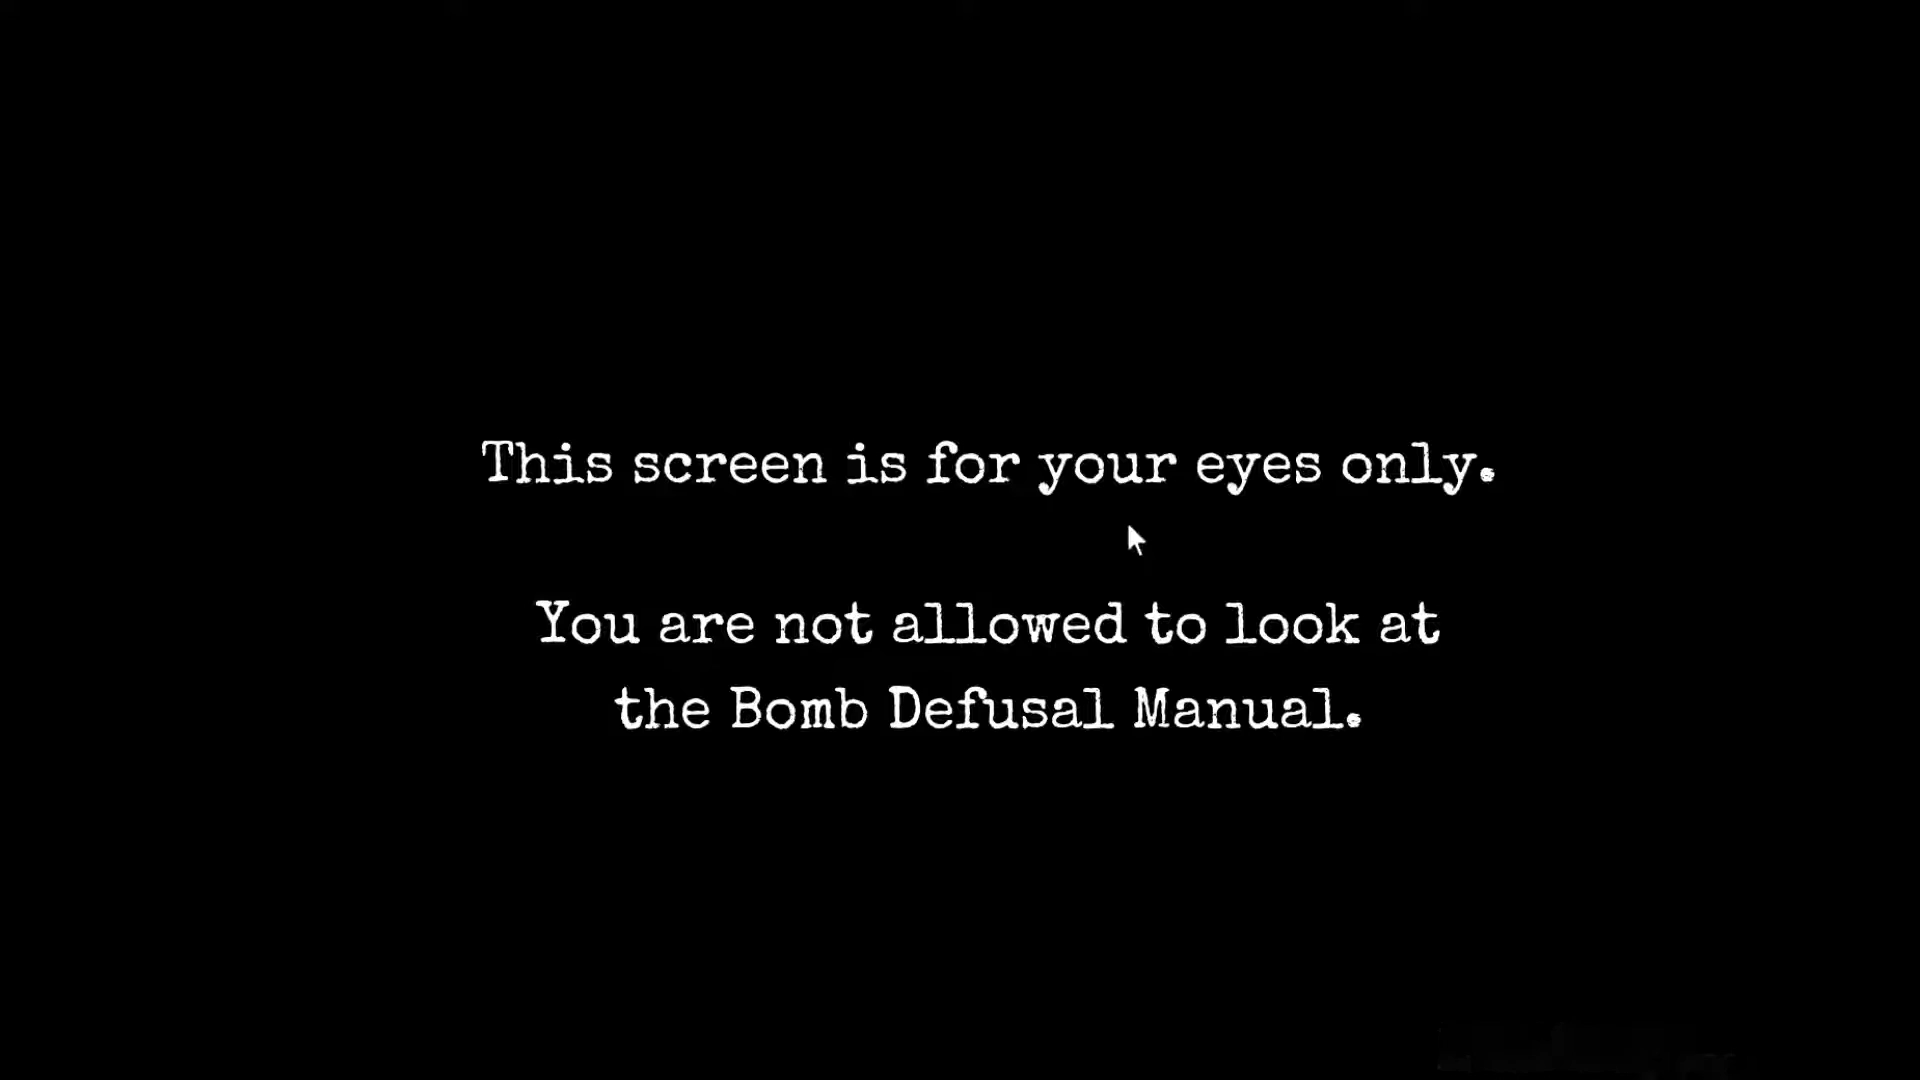 This screen is for your eyes only.
You are not allowed to look at
the Bomb Defusal Manual.